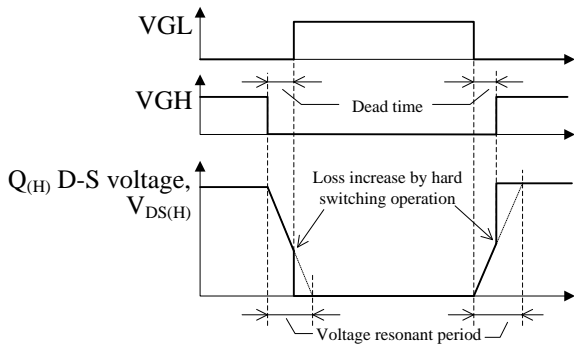 VGL
VGH
Dead time
Q(H) D-S voltage,
VDS(H)
Loss increase by hard
switching operation
Voltage resonant period